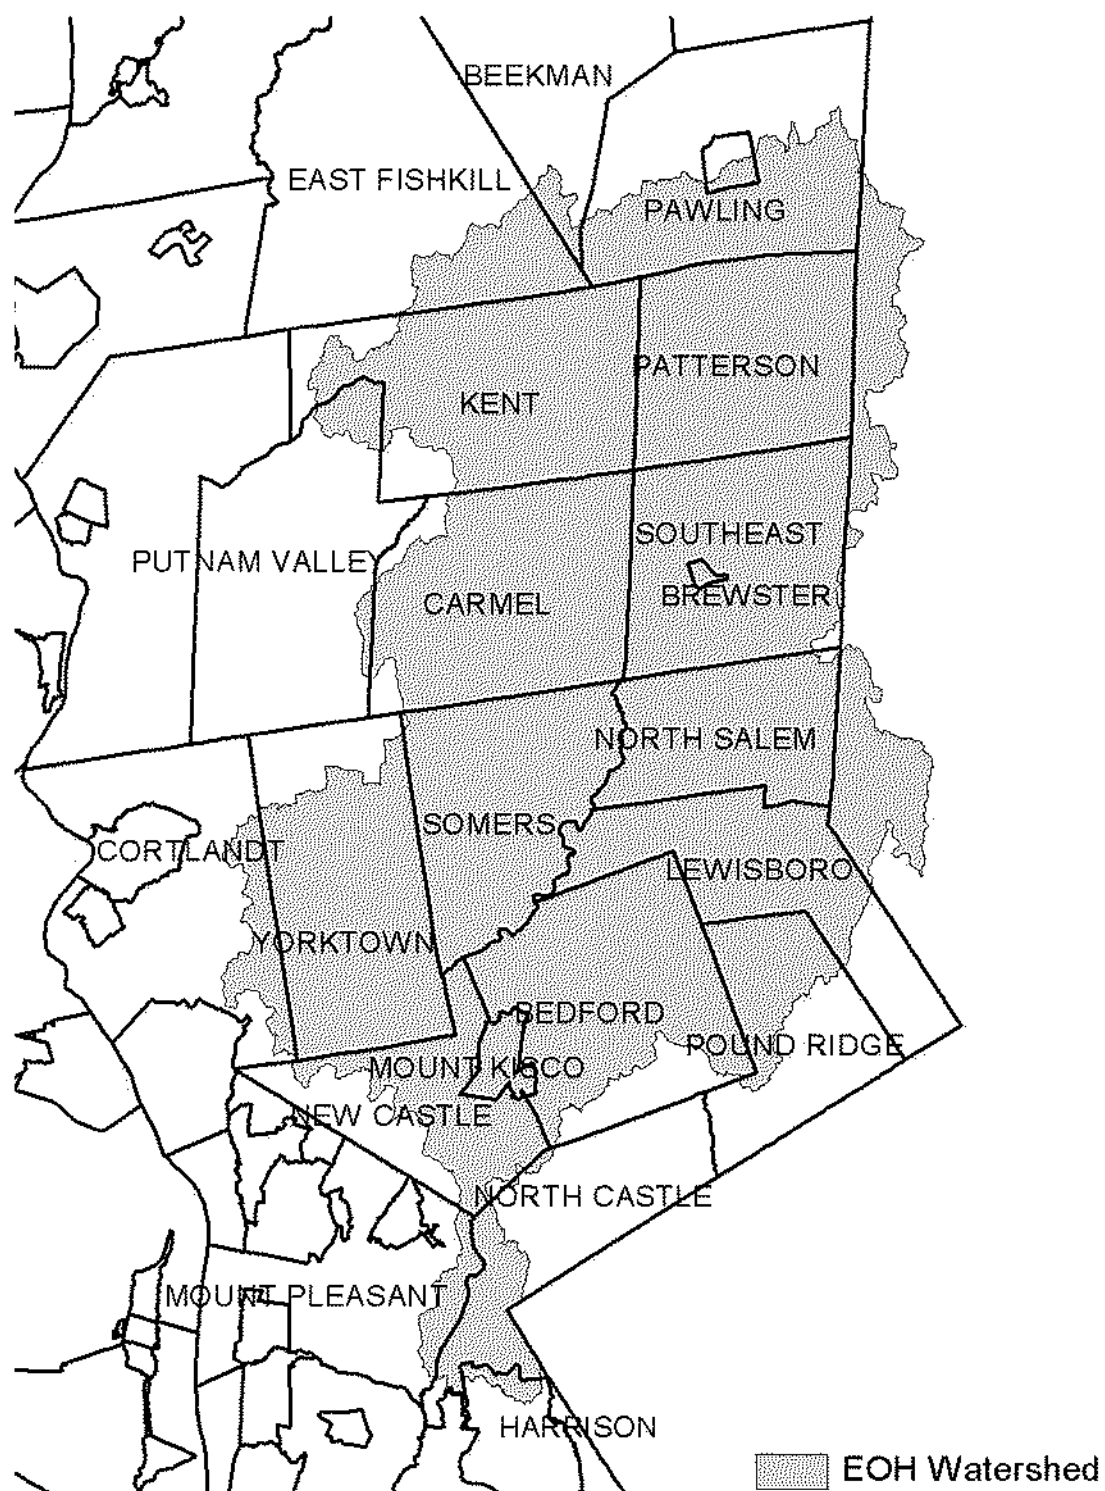 BEEKMAN
EAST FISHKILL
PAWLING
PATTERSON
KENT
SOUTHEAST
PUTNAM VALLEY
BREWSTER
CARMEL
NORTH SALEM
SOMERS
CORTLANDT
LEWISBORO
YORKTOWN
BEDFORD
POUND RIDGE
MOUNT KISCO
NEW CASTLE
NORTH CASTLE
MOUNT PLEASANT
HARRISON
EOH Watershed